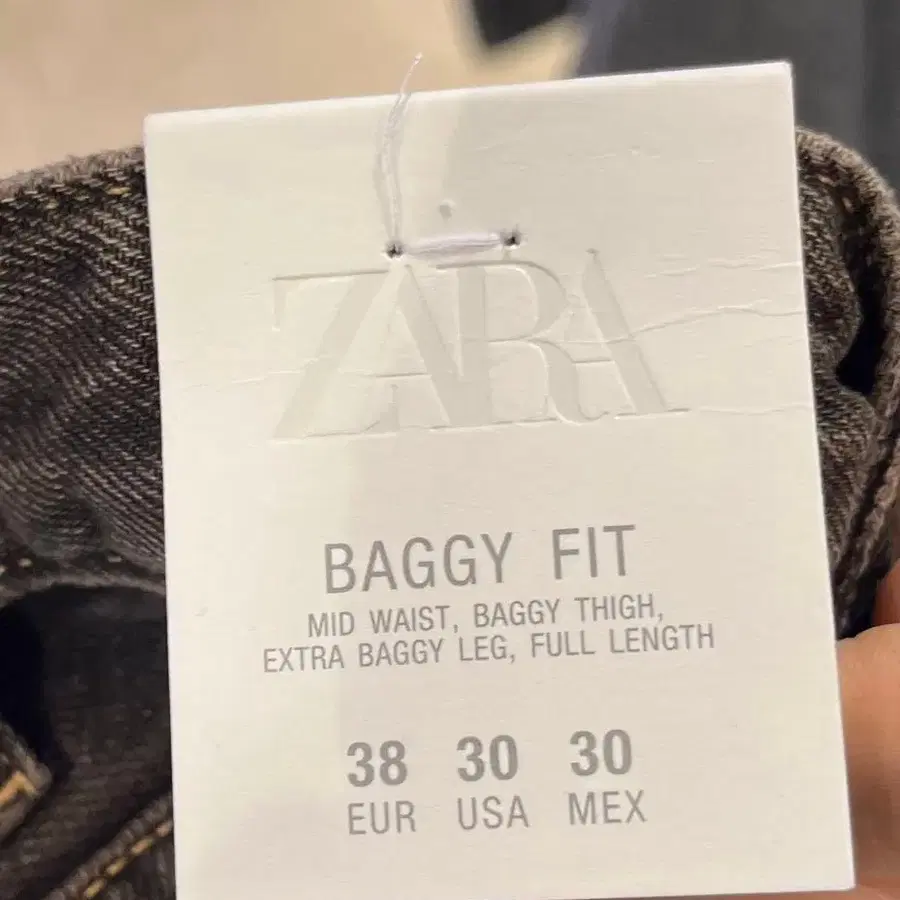 ZARA
BAGGY FIT
MID WAIST, BAGGY THIGH,
EXTRA BAGGY LEG, FULL LENGTH
38 30 30
EUR USA MEX